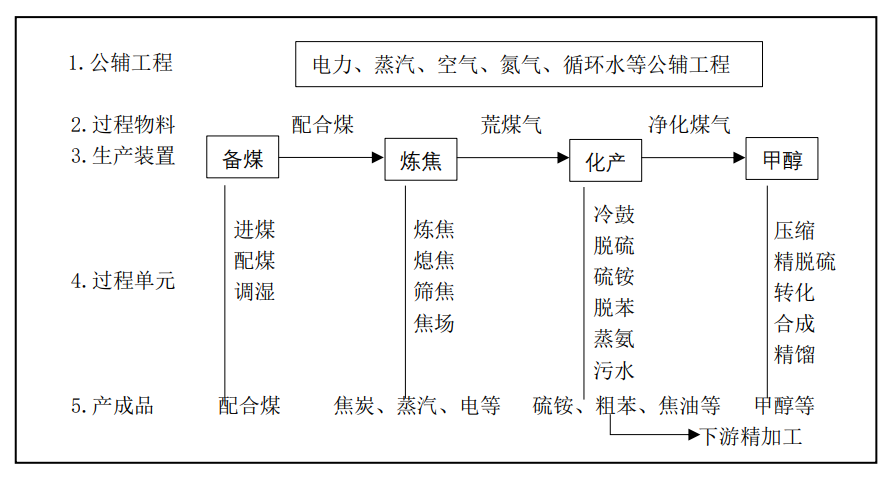 1.公辅工程 电力、蒸汽、空气、氮气、循环水等公辅工程
2.过程物料 配合煤 荒煤气 净化煤气
3.生产装置 备煤 炼焦 化产 甲醇
4.过程单元
进煤
配煤
调湿
炼焦
熄焦
筛焦
焦场
冷鼓
脱硫
硫铵
脱苯
蒸氨
污水
压缩
精脱硫
转化
合成
精馏
5.产成品 配合煤 焦炭、蒸汽、电等 硫铵、粗苯、焦油等 甲醇等
下游精加工